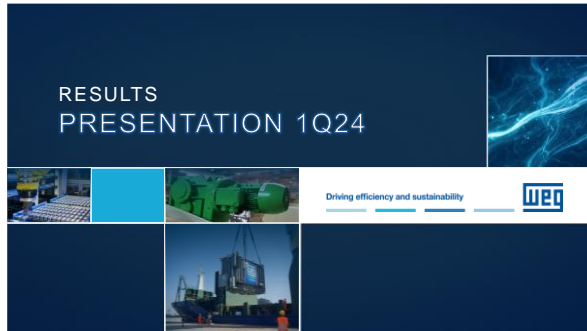 RESULTS
PRESENTATION 1Q24
Driving efficiency and sustainability
weg